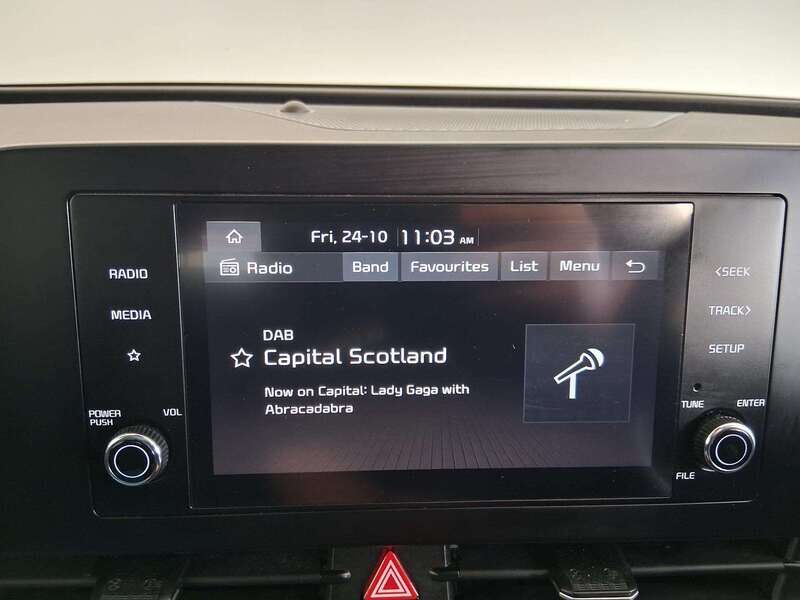 Fri, 24-10 11:03 AM
Radio Band Favourites List Menu
DAB
Capital Scotland
Now on Capital: Lady Gaga with
Abracadabra
RADIO
MEDIA
POWER
PUSH
VOL
<SEEK
TRACK>
SETUP
TUNE
ENTER
FILE